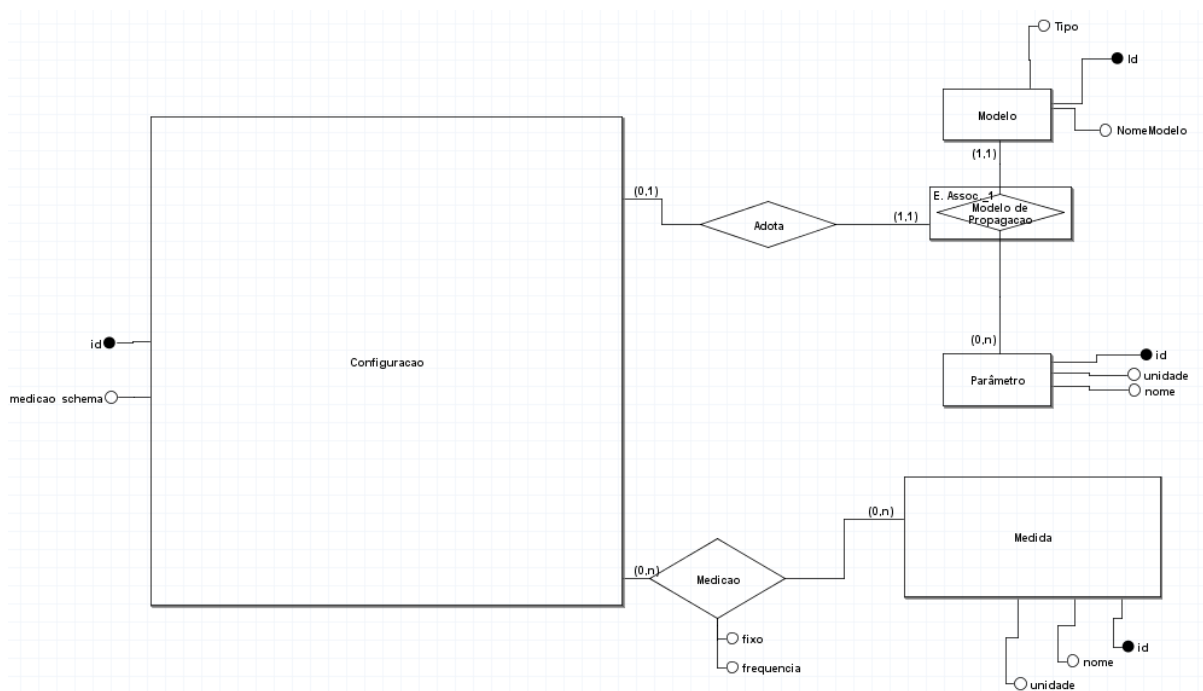 Tipo
Id
Modelo
NomeModelo
(1,1)
(0,1)
E. Assoc._1
Modelo de
Propagacao
(1,1)
Adota
id
Configuracao
medicao schema
(0,n)
id
Parâmetro
unidade
nome
(0,n)
Medida
(0,n)
Medicao
fixo
frequencia
id
nome
unidade